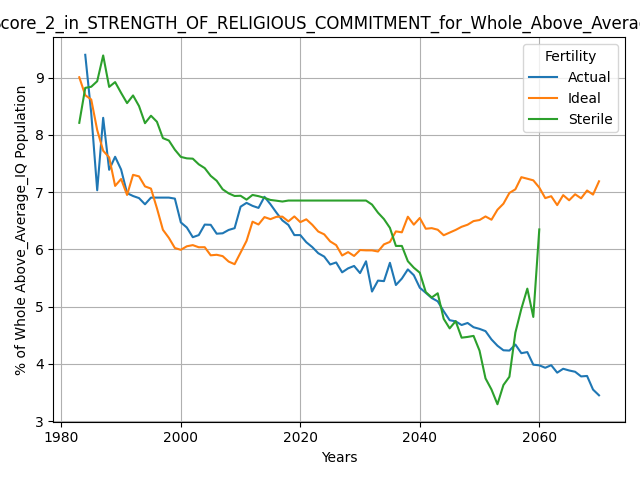 core_2_in_STRENGTH_OF_RELIGIOUS_COMMITMENT_for_Whole_Above_Avera
Fertility
Actual
Ideal
Sterile
% of Whole Above_Average_IQ Population
9
8
7
6
5
4
3
1980
2000
2020
2040
2060
Years